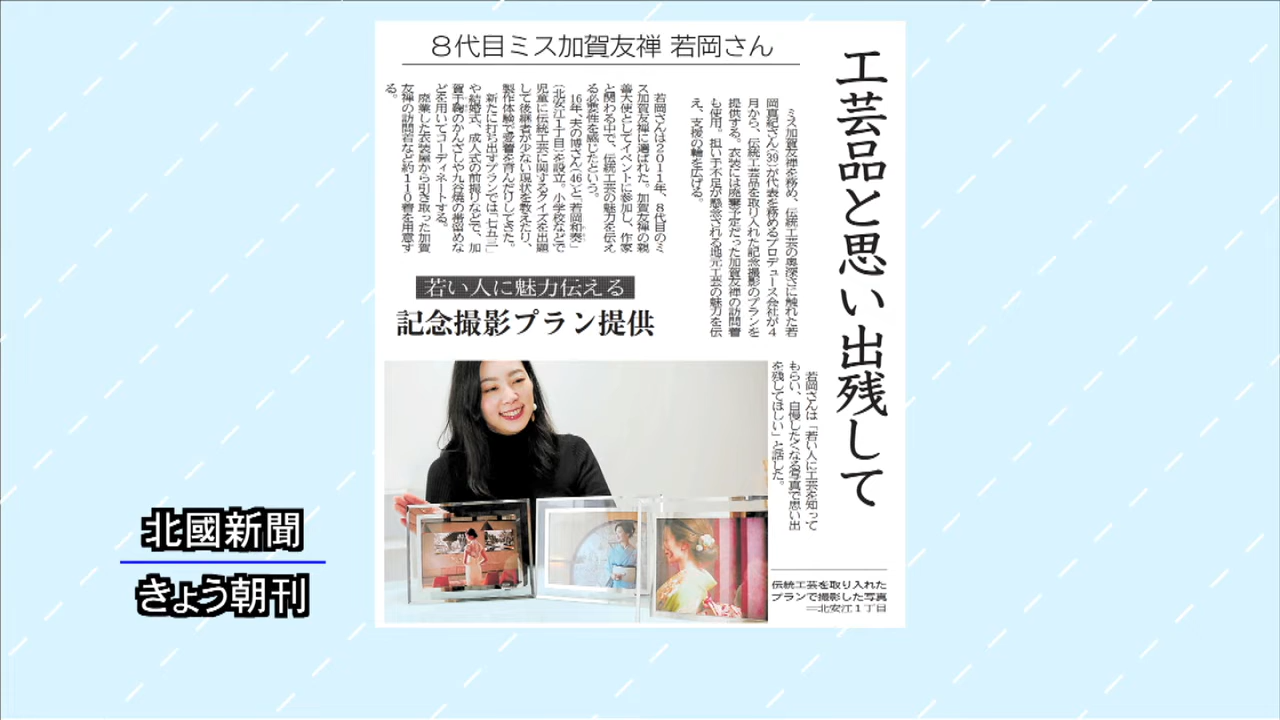 8代目ミス加賀友禅 若岡さん
工芸品と思い出残して
ミス加賀友禅を務め、伝統工芸の奥深さに触れた若
岡真紀さん(39)が代表を務めるプロデュース会社が4
月から、伝統工芸品を取り入れた記念撮影のプランを
提供する。衣装には廃棄予定だった加賀友禅の訪問着
も使用。担い手不足が懸念される地元工芸の魅力を伝
え、支援の輪を広げる。
若岡さんは2011年、8代目のミ
ス加賀友禅に選ばれた。加賀友禅の親
善大使としてイベントに参加し、作家
と関わる中で、伝統工芸の魅力を伝え
る必要性を感じたという。
16年、夫の博さん(46)と「若岡和奏」
(北安江1丁目)を設立。小学校などで
児童に伝統工芸に関するクイズを出題
して後継者が少ない現状を教えたり、
製作体験で愛着を育んだりしてきた。
新たに打ち出すプランでは「七五三」
や結婚式、成人式の前撮りなどで、加
賀手鞠のかんざしや九谷焼の帯留めな
どを用いてコーディネートする。
廃業した衣装屋から引き取った加賀
友禅の訪問着など約110着を用意す
る。
若い人に魅力伝える
記念撮影プラン提供
若岡さんは「若い人に工芸を知って
もらい、自慢したくなる写真で思い出
を残してほしい」と話した。
伝統工芸を取り入れた
プランで撮影した写真
=北安江1丁目
北國新聞
きょう朝刊